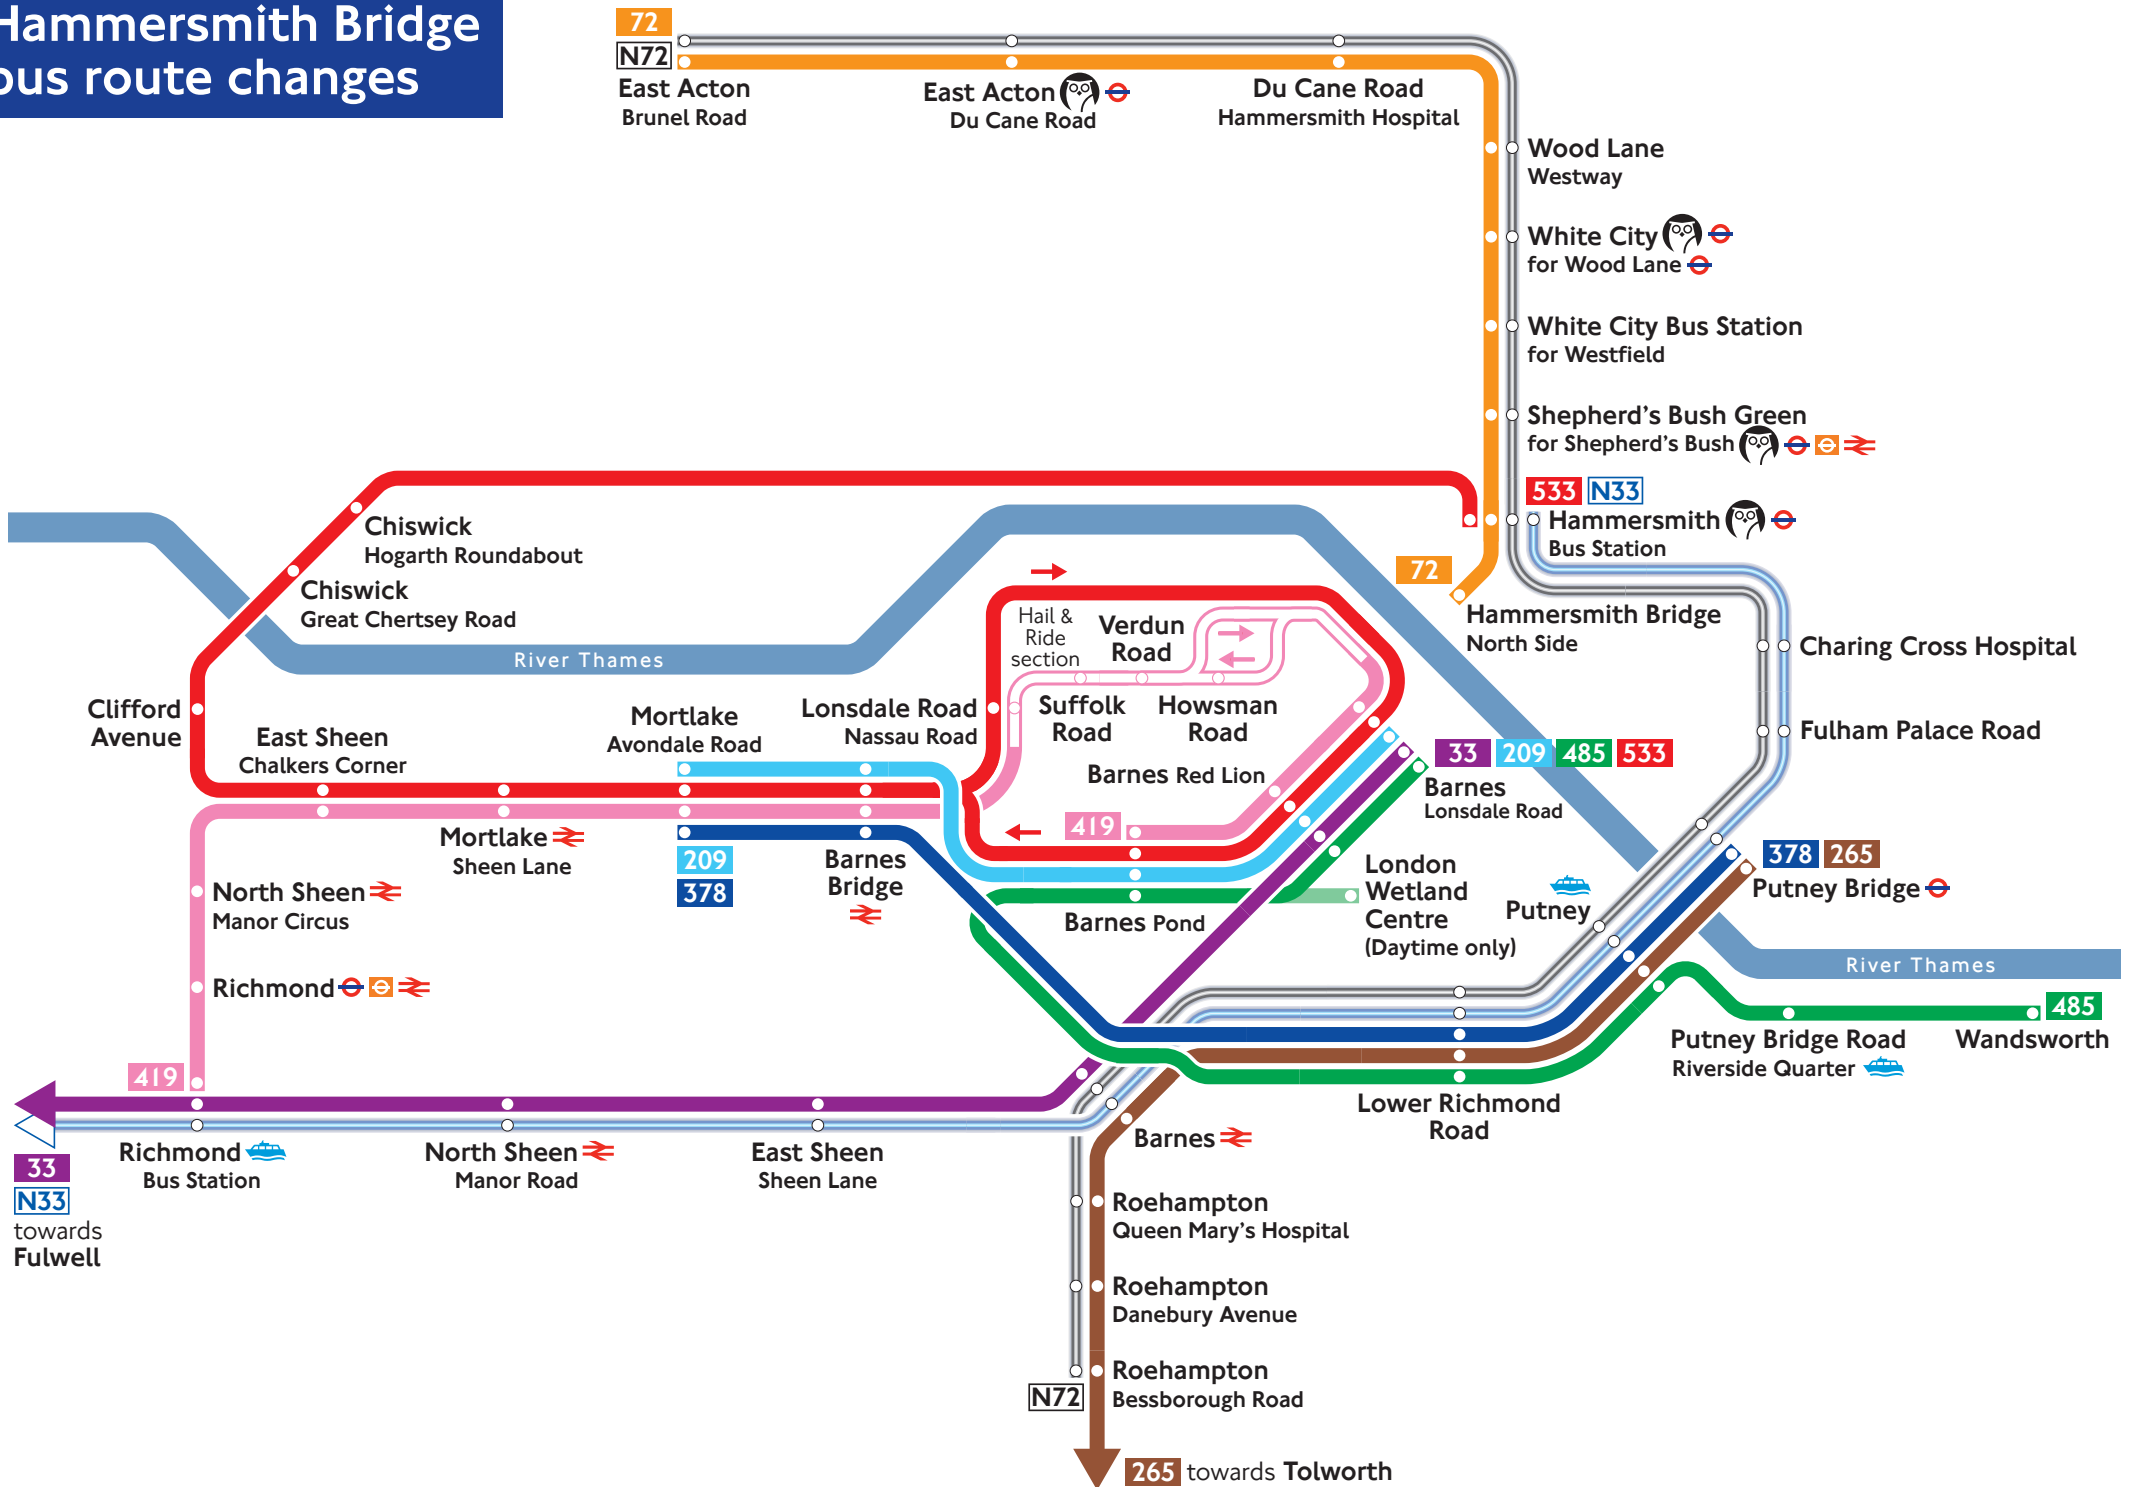 Hammersmith Bridge
bus route changes
72
N72
East Acton
Brunel Road
East Acton
Du Cane Road
Du Cane Road
Hammersmith Hospital
Wood Lane
Westway
White City
for Wood Lane
White City Bus Station
for Westfield
Shepherd's Bush Green
for Shepherd's Bush
533 N33
Hammersmith
Bus Station
72
Hammersmith Bridge
North Side
Charing Cross Hospital
Fulham Palace Road
Chiswick
Hogarth Roundabout
Chiswick
Great Chertsey Road
River Thames
Clifford
Avenue
East Sheen
Chalkers Corner
Mortlake
Avondale Road
Lonsdale Road
Nassau Road
Hail &
Ride
section
Verdun
Road
Suffolk
Road
Howsman
Road
Barnes Red Lion
419
33 209 485 533
Barnes
Lonsdale Road
Mortlake
Sheen Lane
209
378
Barnes
Bridge
Barnes Pond
London
Wetland
Centre
(Daytime only)
Putney
378 265
Putney Bridge
River Thames
485
Putney Bridge Road
Riverside Quarter
Wandsworth
North Sheen
Manor Circus
Richmond
419
Lower Richmond
Road
Richmond
Bus Station
North Sheen
Manor Road
East Sheen
Sheen Lane
Barnes
33
N33
towards
Fulwell
Roehampton
Queen Mary's Hospital
Roehampton
Danebury Avenue
Roehampton
Bessborough Road
N72
265 towards Tolworth